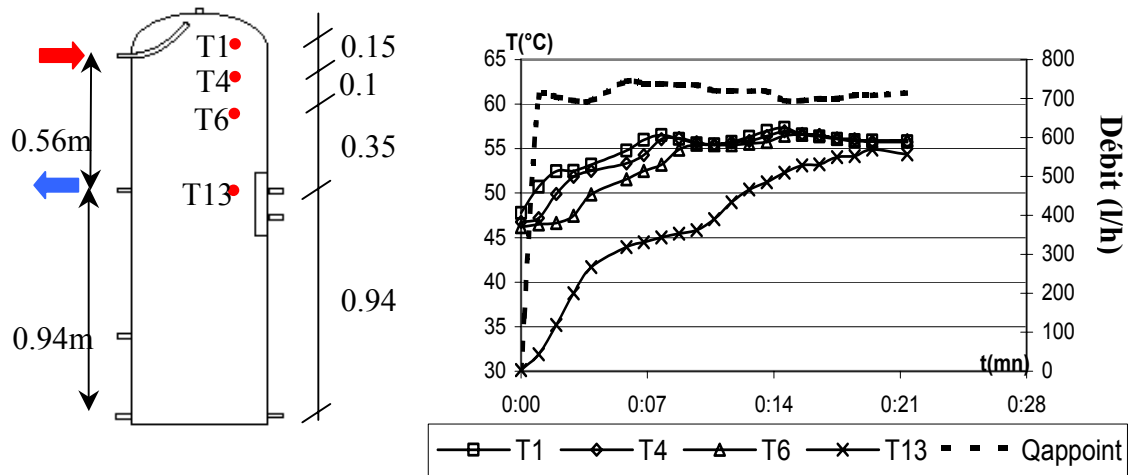 T1
T4
T6
T13
0.56m
0.94m
0.15
0.1
0.35
0.94
T(°C)
65
60
55
50
45
40
35
30
0:00
0:07
0:14
0:21
0:28
t(mn)
800
700
600
500
400
300
200
100
0
Débit (l/h)
T1
T4
T6
T13
Qappoint